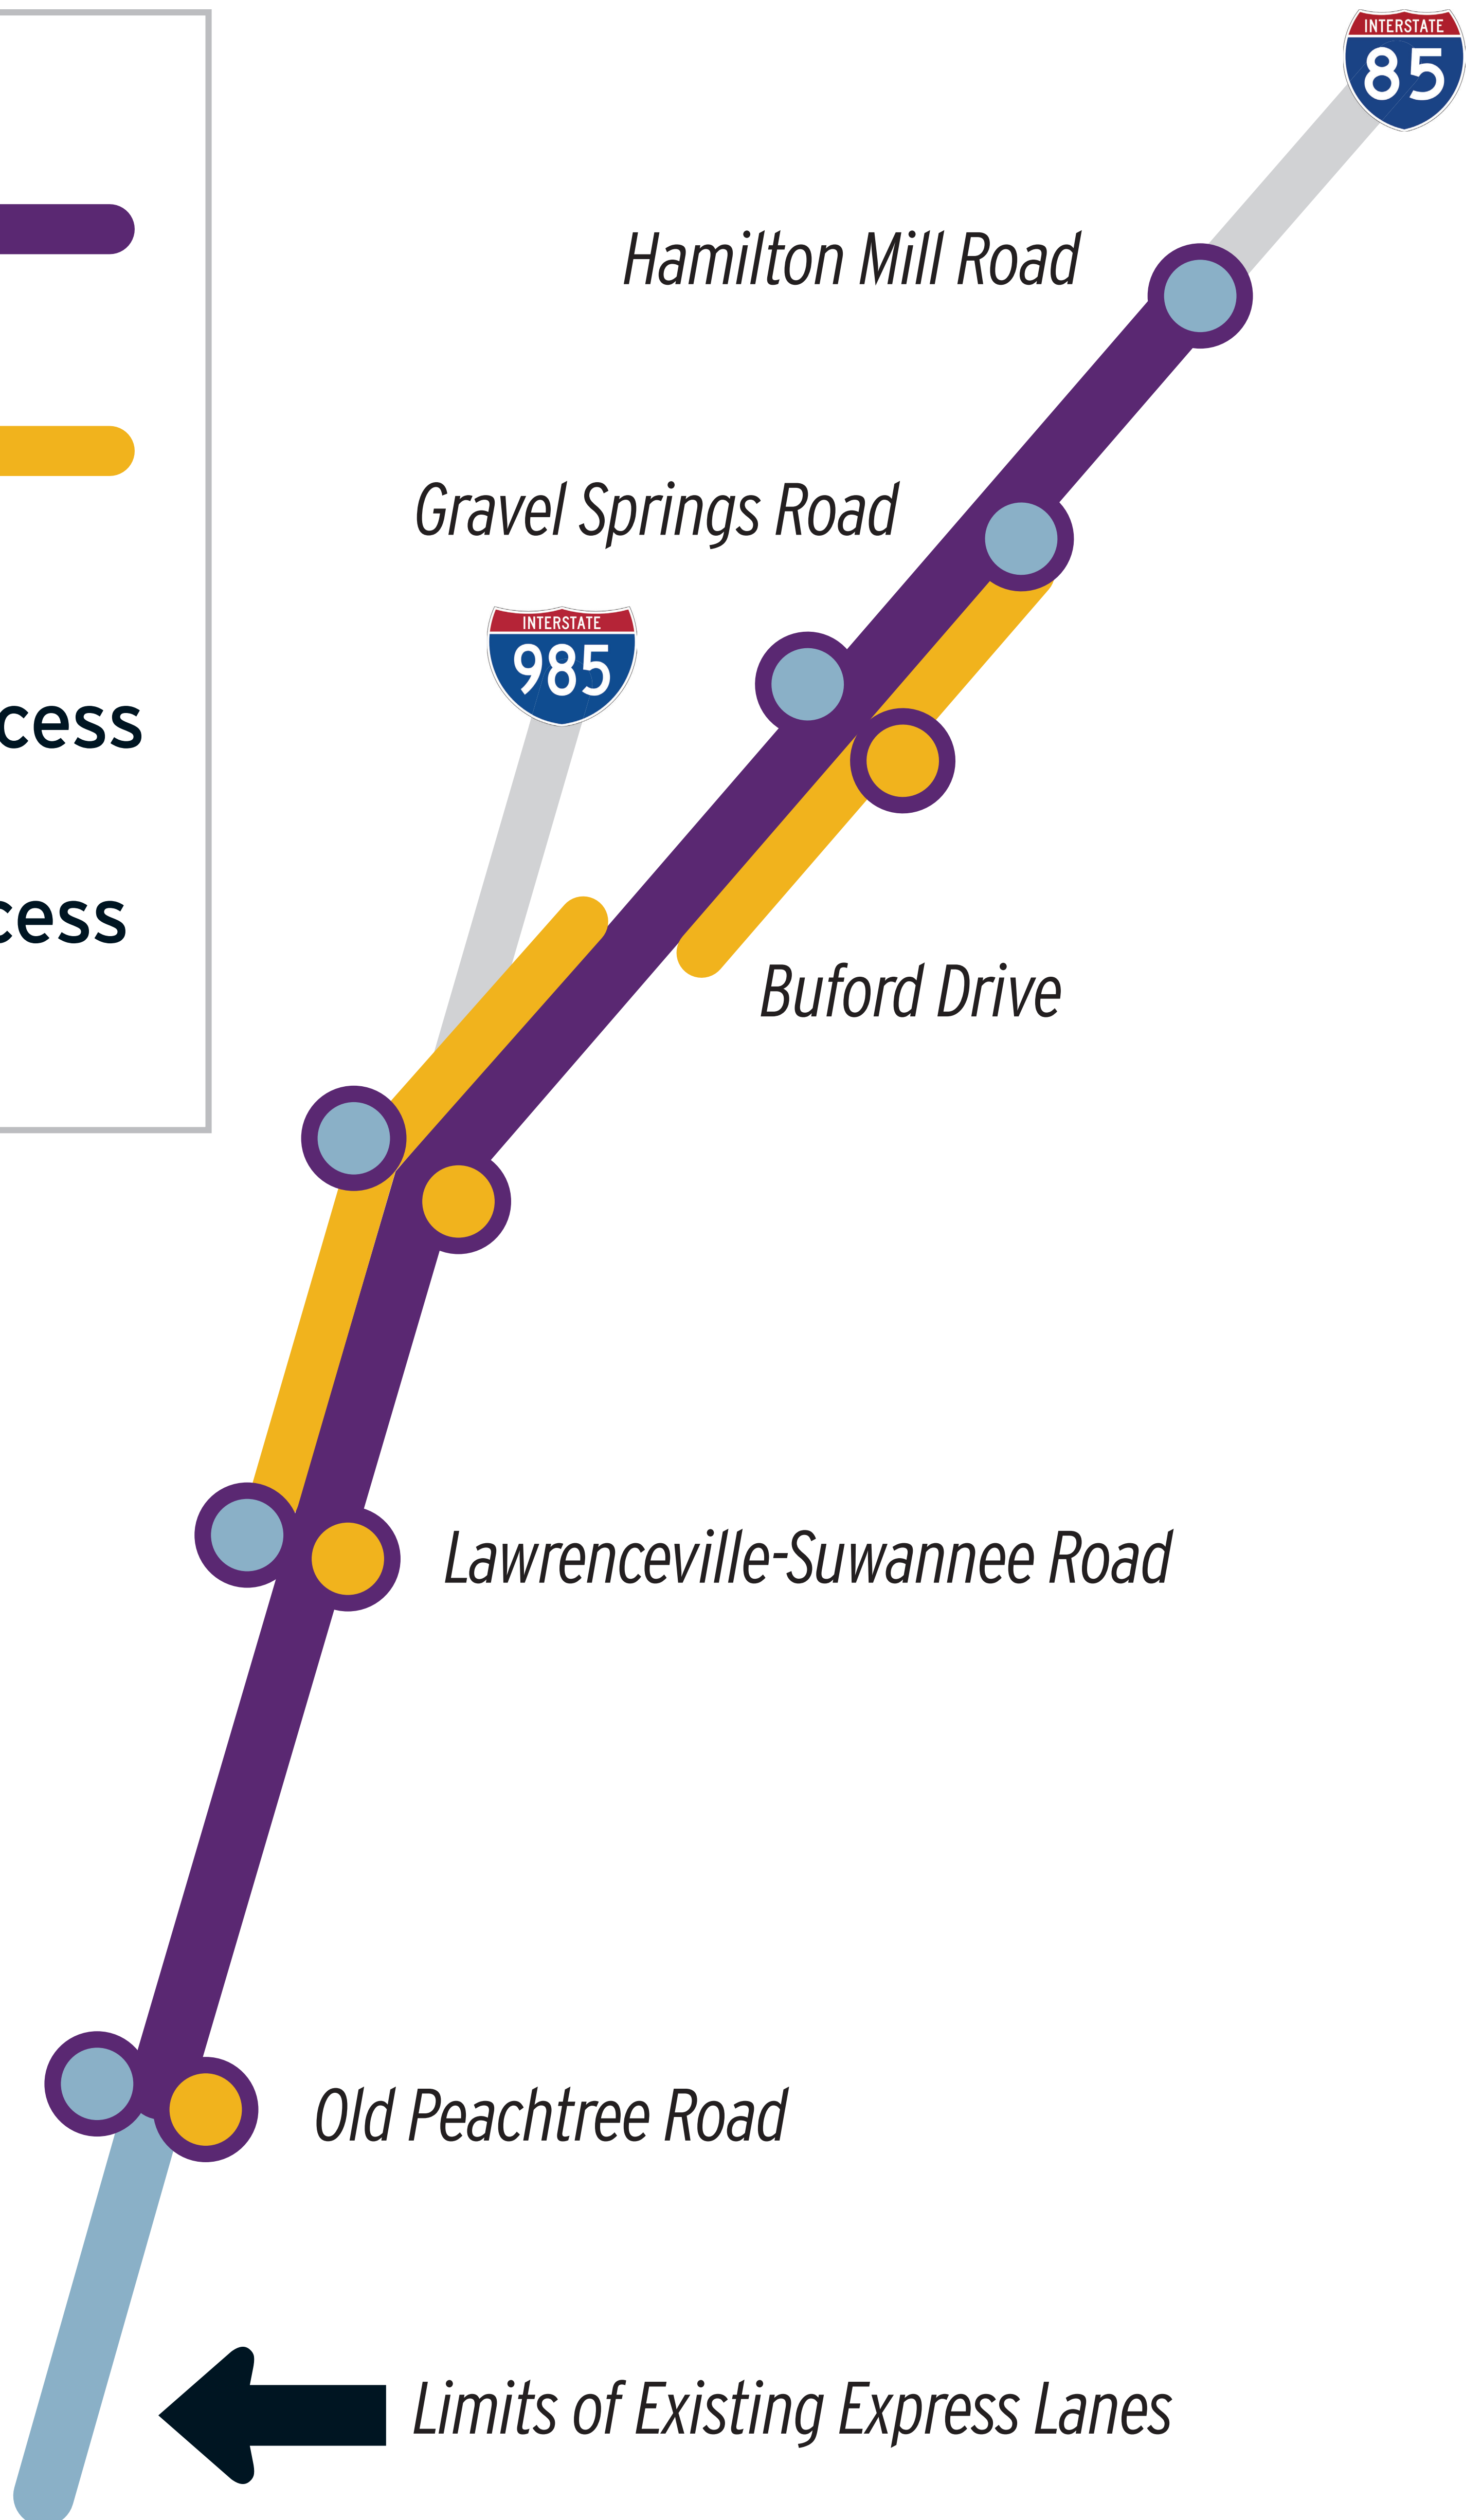 INTERSTATE
85
Hamilton Mill Road
Gravel Springs Road
INTERSTATE
985
cess
cess
Buford Drive
Lawrenceville-Suwannee Road
Old Peachtree Road
Limits of Existing Express Lanes